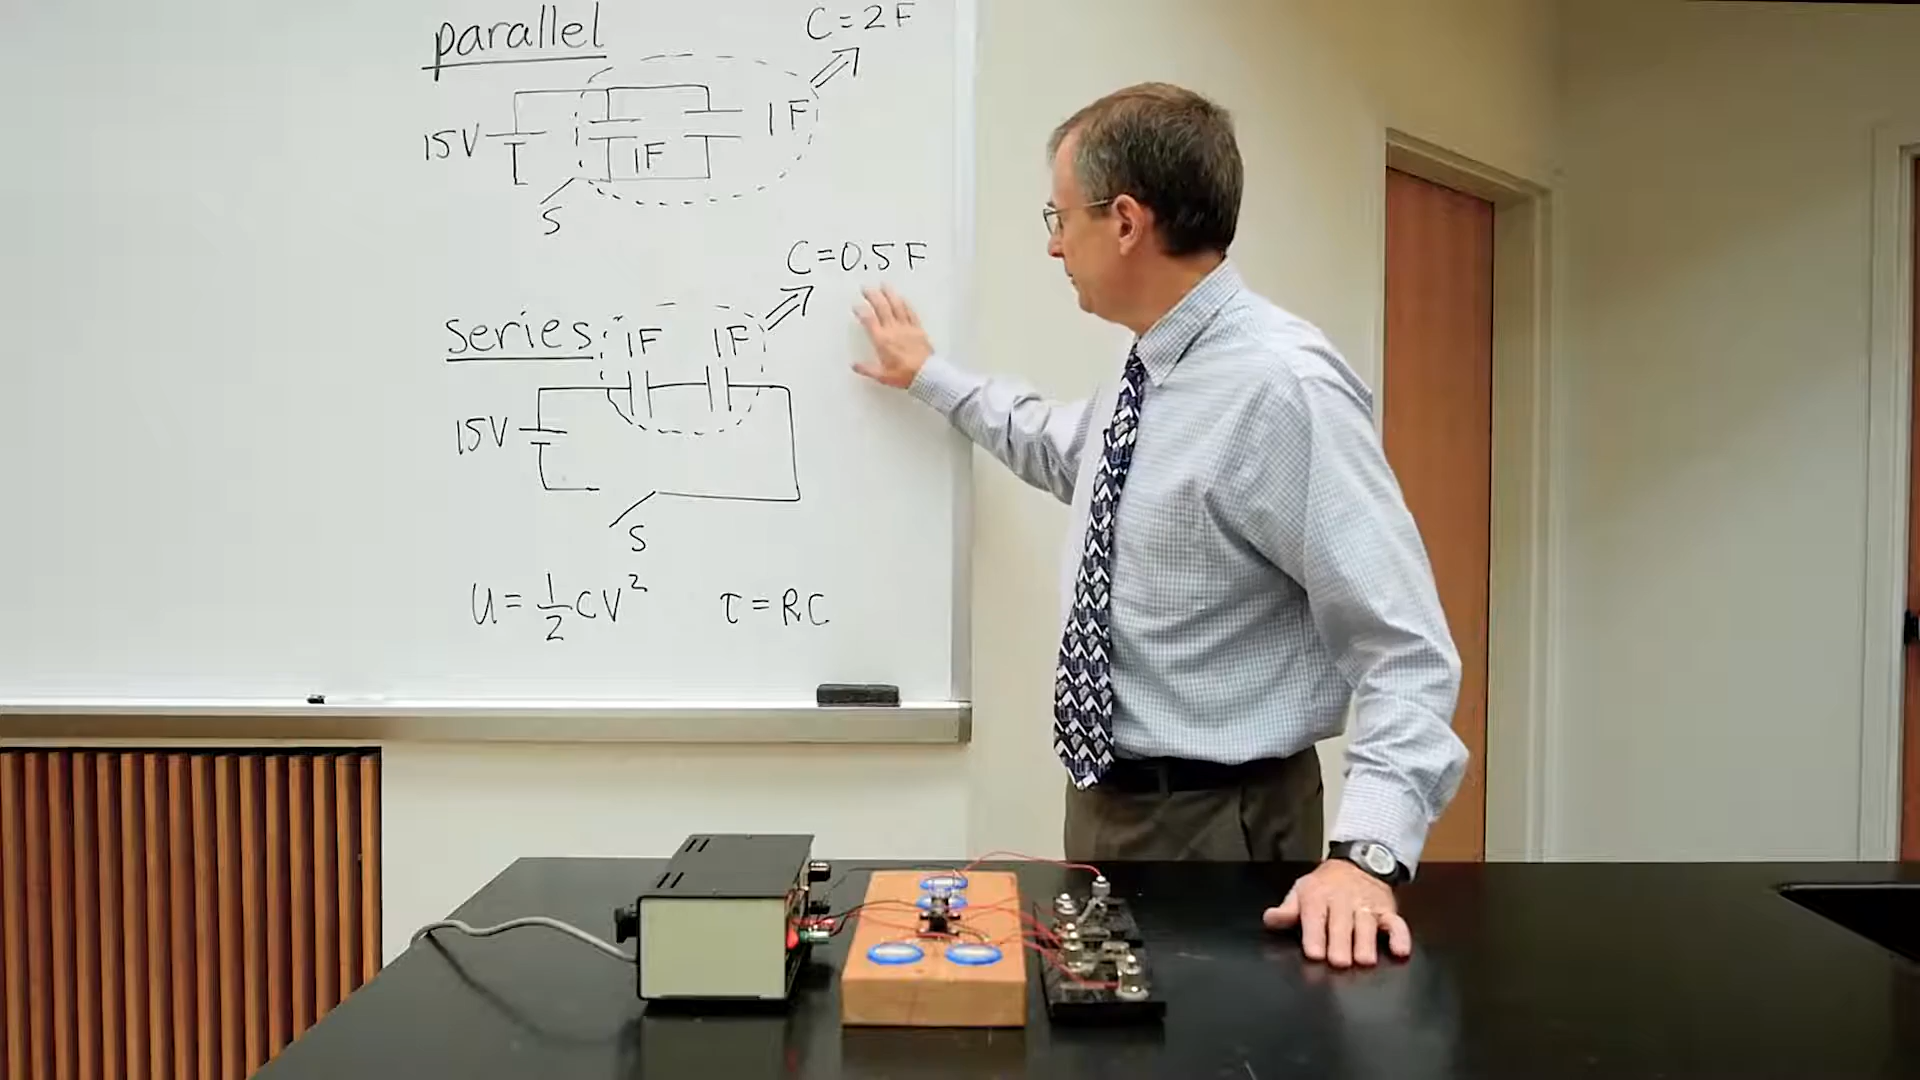 parallel
C=2F
15V
1F
1F
S
C=0.5F
series
1F
1F
15V
S
U=½CV²
τ=RC